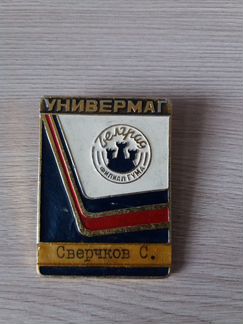 УНИВЕРМАГ
Белград
ФИЛИАЛ ГУМА
Сверчков С.